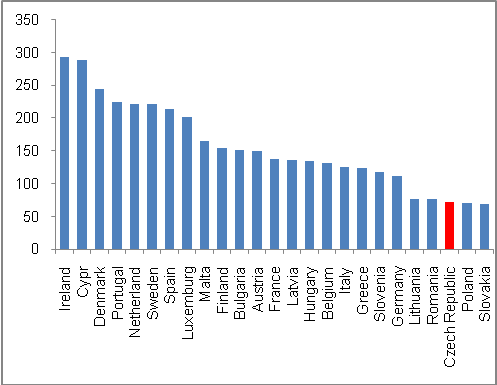 350
300
250
200
150
100
50
0
Ireland
Cypr
Denmark
Portugal
Netherland
Sweden
Spain
Luxemburg
Malta
Finland
Bulgaria
Austria
France
Latvia
Hungary
Belgium
Italy
Greece
Slovenia
Germany
Lithuania
Romania
Czech Republic
Poland
Slovakia